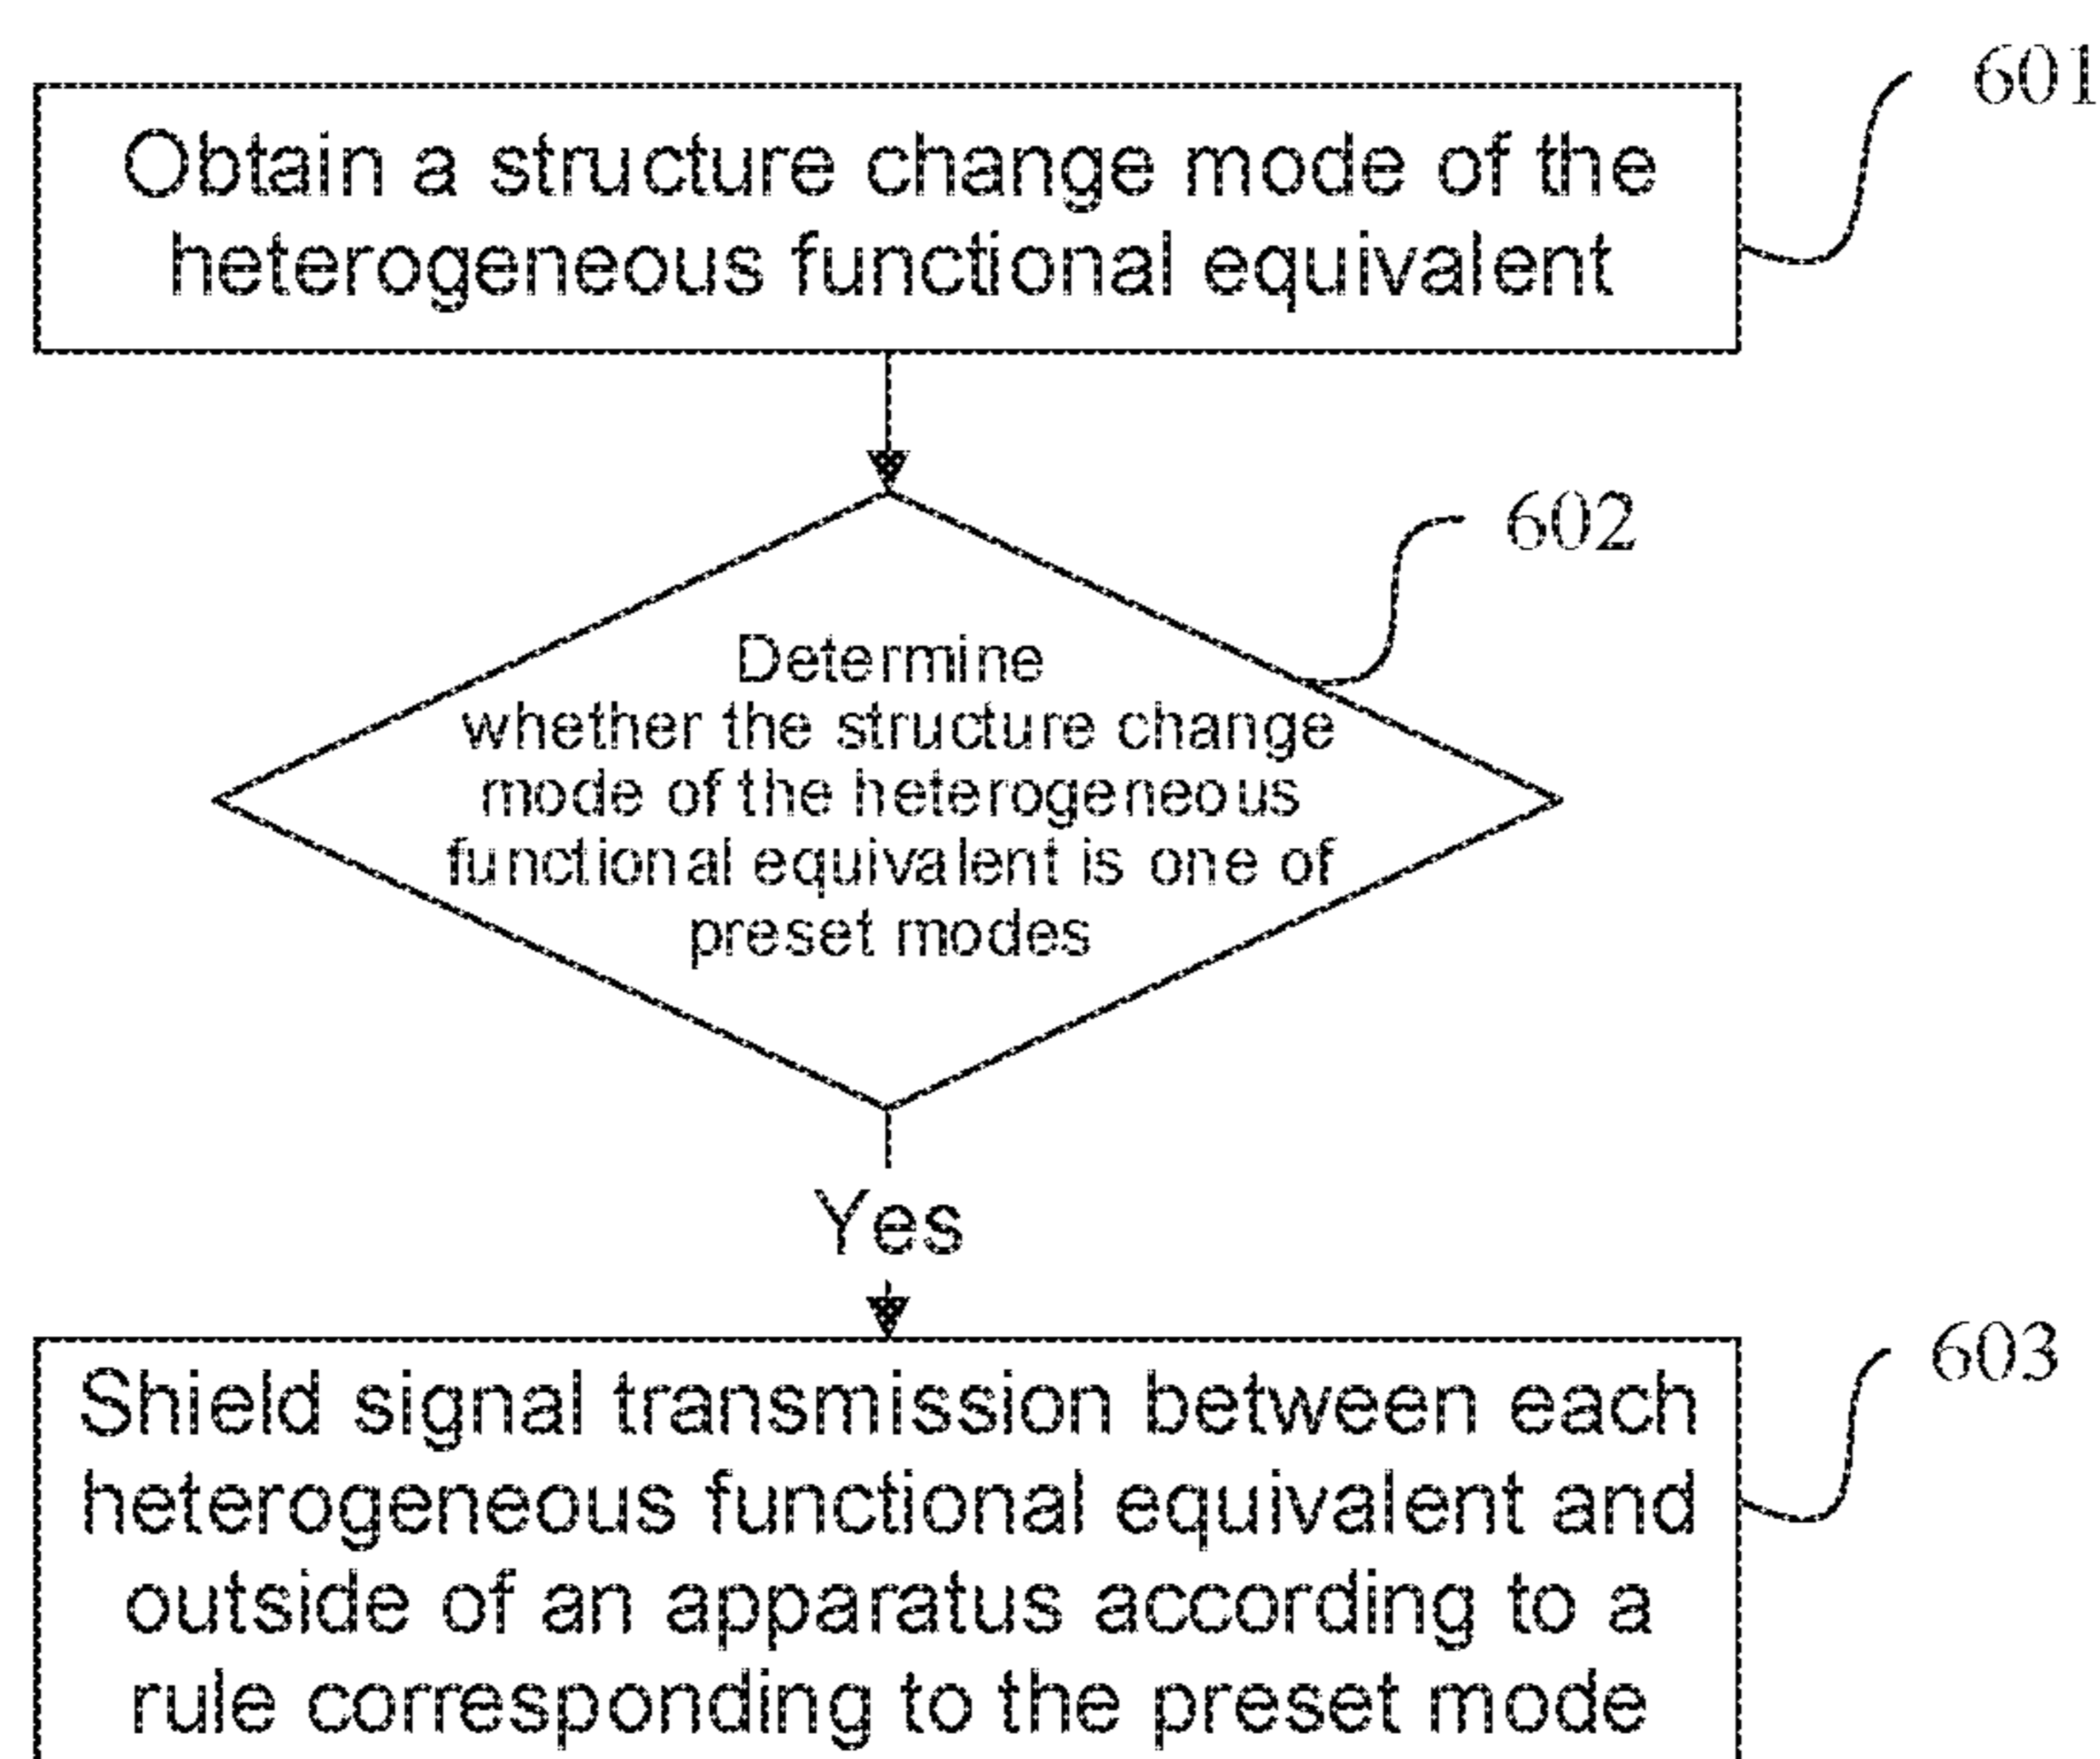 601
Obtain a structure change mode of the
heterogeneous functional equivalent
602
Determine
whether the structure change
mode of the heterogeneous
functional equivalent is one of
preset modes
Yes
603
Shield signal transmission between each
heterogeneous functional equivalent and
outside of an apparatus according to a
rule corresponding to the preset mode